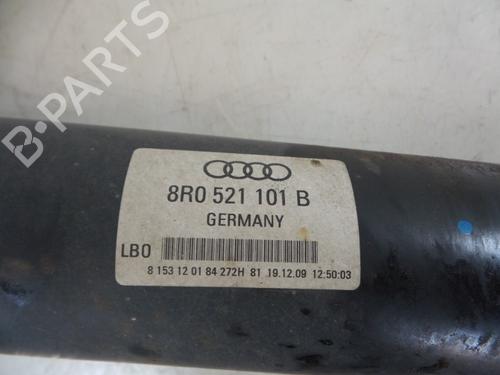 B-PARTS
8R0 521 101 B
GERMANY
LB0
8 153 12 01 84 272H 81 19.12.09 12:50:03